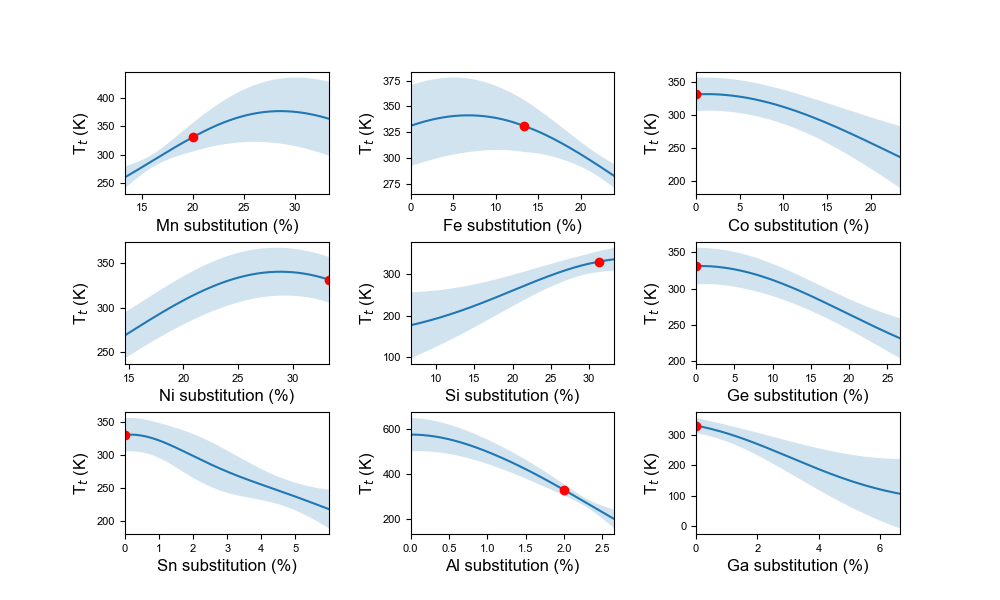 400
350
300
250
T_t (K)
15 20 25 30
Mn substitution (%)
375
350
325
300
275
T_t (K)
0 5 10 15 20
Fe substitution (%)
350
300
250
200
T_t (K)
0 5 10 15 20
Co substitution (%)
350
300
250
T_t (K)
15 20 25 30
Ni substitution (%)
300
200
100
T_t (K)
10 15 20 25 30
Si substitution (%)
350
300
250
200
T_t (K)
0 5 10 15 20 25
Ge substitution (%)
350
300
250
200
T_t (K)
0 1 2 3 4 5
Sn substitution (%)
600
400
200
T_t (K)
0.0 0.5 1.0 1.5 2.0 2.5
Al substitution (%)
300
200
100
0
T_t (K)
0 2 4 6
Ga substitution (%)